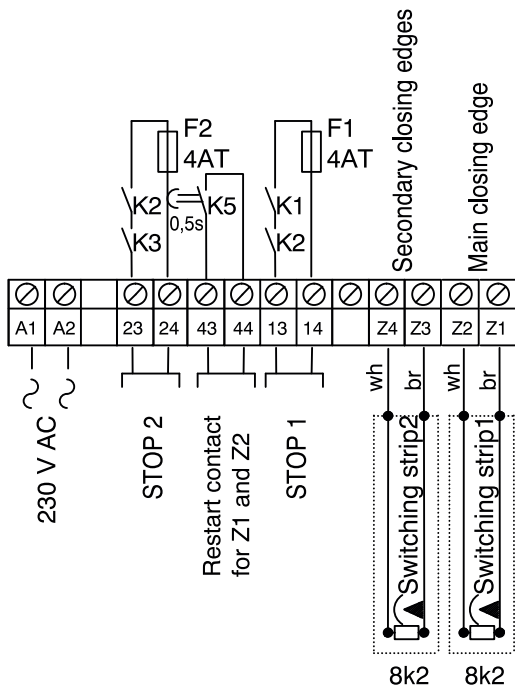 Secondary closing edges
Main closing edge
F2
4AT
F1
4AT
K2
K3
0,5s
K5
K1
K2
A1 A2 23 24 43 44 13 14 Z4 Z3 Z2 Z1
wh br wh br
230 V AC
STOP 2
Restart contact
for Z1 and Z2
STOP 1
Switching strip2
Switching strip1
8k2 8k2